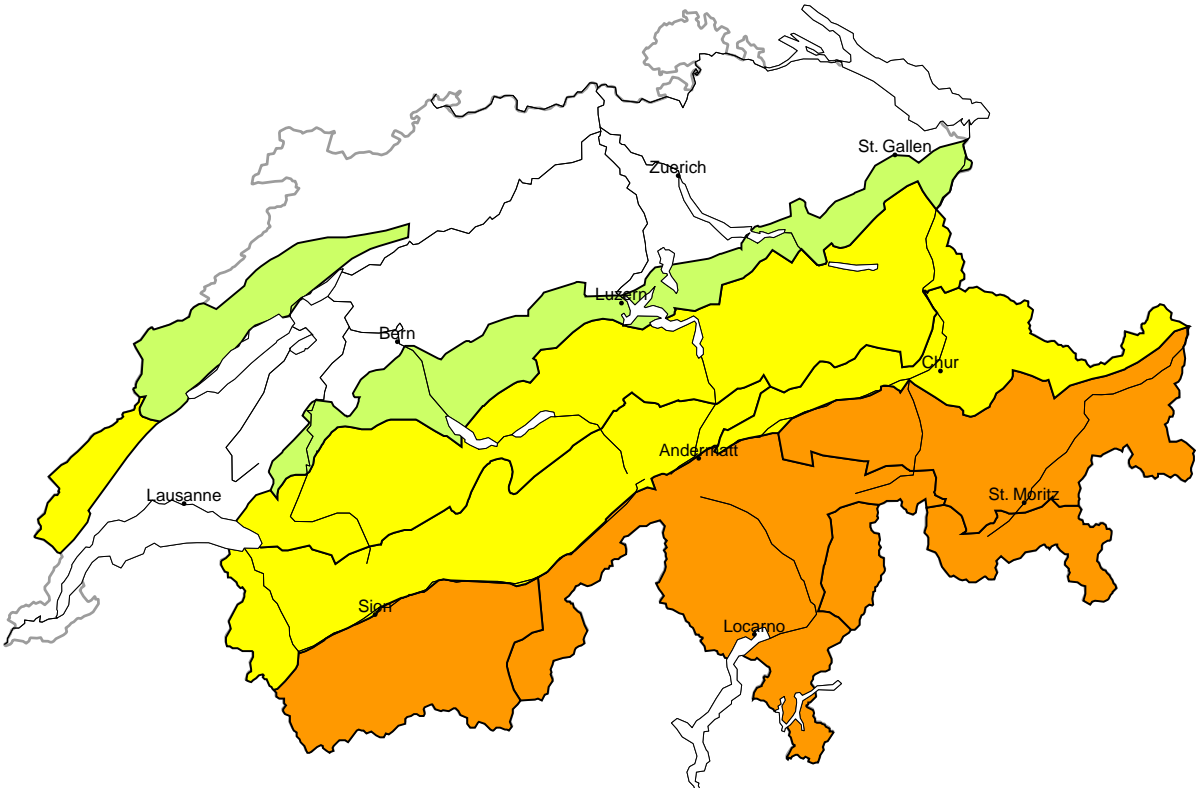 St. Gallen
Zuerich
Luzern
Bern
Chur
Andermatt
Lausanne
St. Moritz
Sion
Locarno